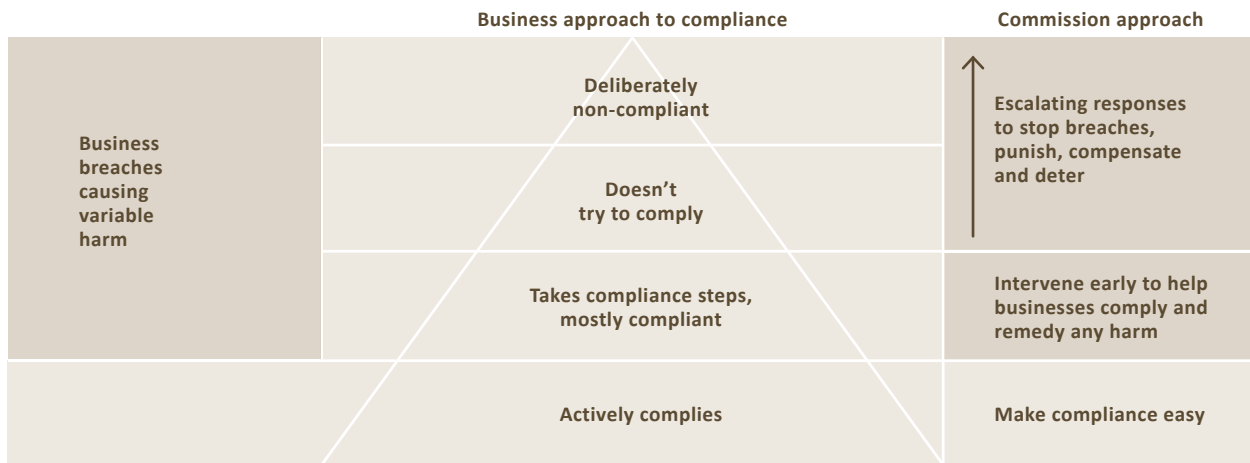 Business approach to compliance
Commission approach
Business
breaches
causing
variable
harm
Deliberately
non-compliant
Escalating responses
to stop breaches,
punish, compensate
and deter
Doesn’t
try to comply
Takes compliance steps,
mostly compliant
Intervene early to help
businesses comply and
remedy any harm
Actively complies
Make compliance easy